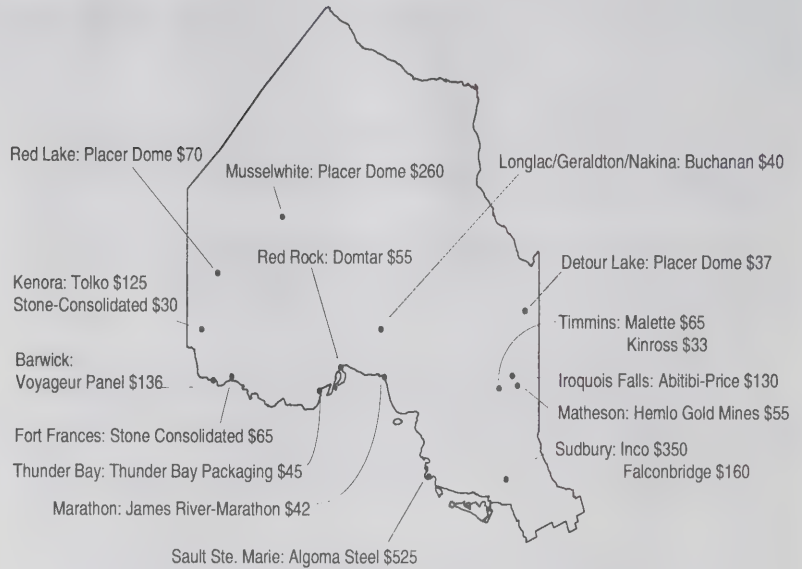 Red Lake: Placer Dome $70
Musselwhite: Placer Dome $260
Longlac/Geraldton/Nakina: Buchanan $40
Red Rock: Domtar $55
Detour Lake: Placer Dome $37
Kenora: Tolko $125
Stone-Consolidated $30
Timmins: Malette $65
Kinross $33
Barwick:
Voyageur Panel $136
Iroquois Falls: Abitibi-Price $130
Matheson: Hemlo Gold Mines $55
Fort Frances: Stone Consolidated $65
Sudbury: Inco $350
Falconbridge $160
Thunder Bay: Thunder Bay Packaging $45
Marathon: James River-Marathon $42
Sault Ste. Marie: Algoma Steel $525